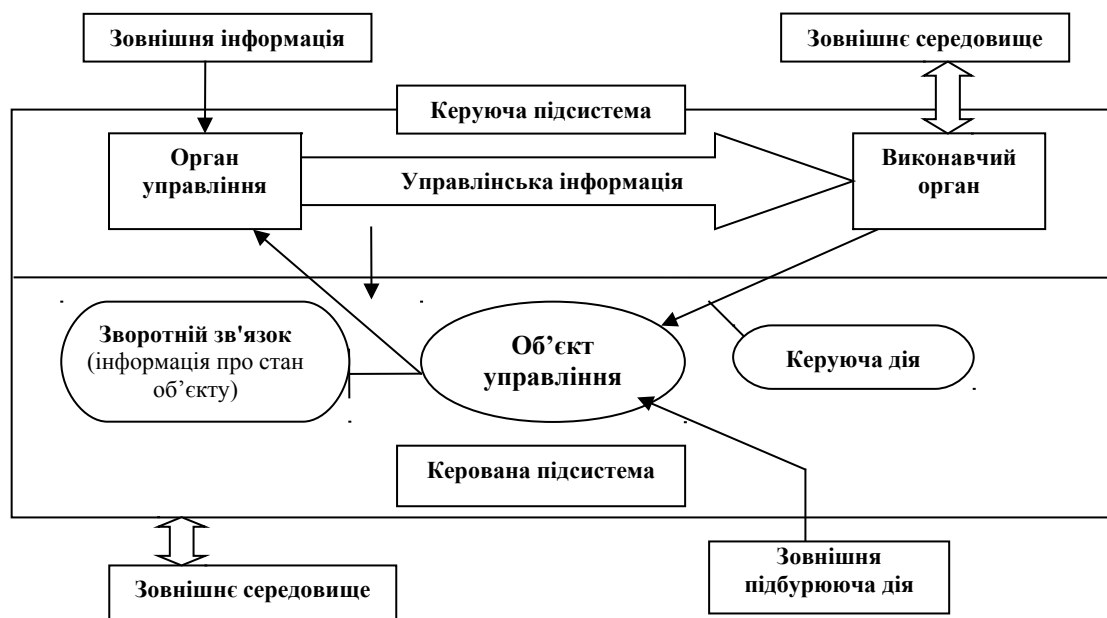 Зовнішня інформація
Зовнішнє середовище
Керуюча підсистема
Орган
управління
Управлінська інформація
Виконавчий
орган
Зворотній зв'язок
(інформація про стан
об’єкту)
Об’єкт
управління
Керуюча дія
Керована підсистема
Зовнішнє середовище
Зовнішня
підбурююча дія